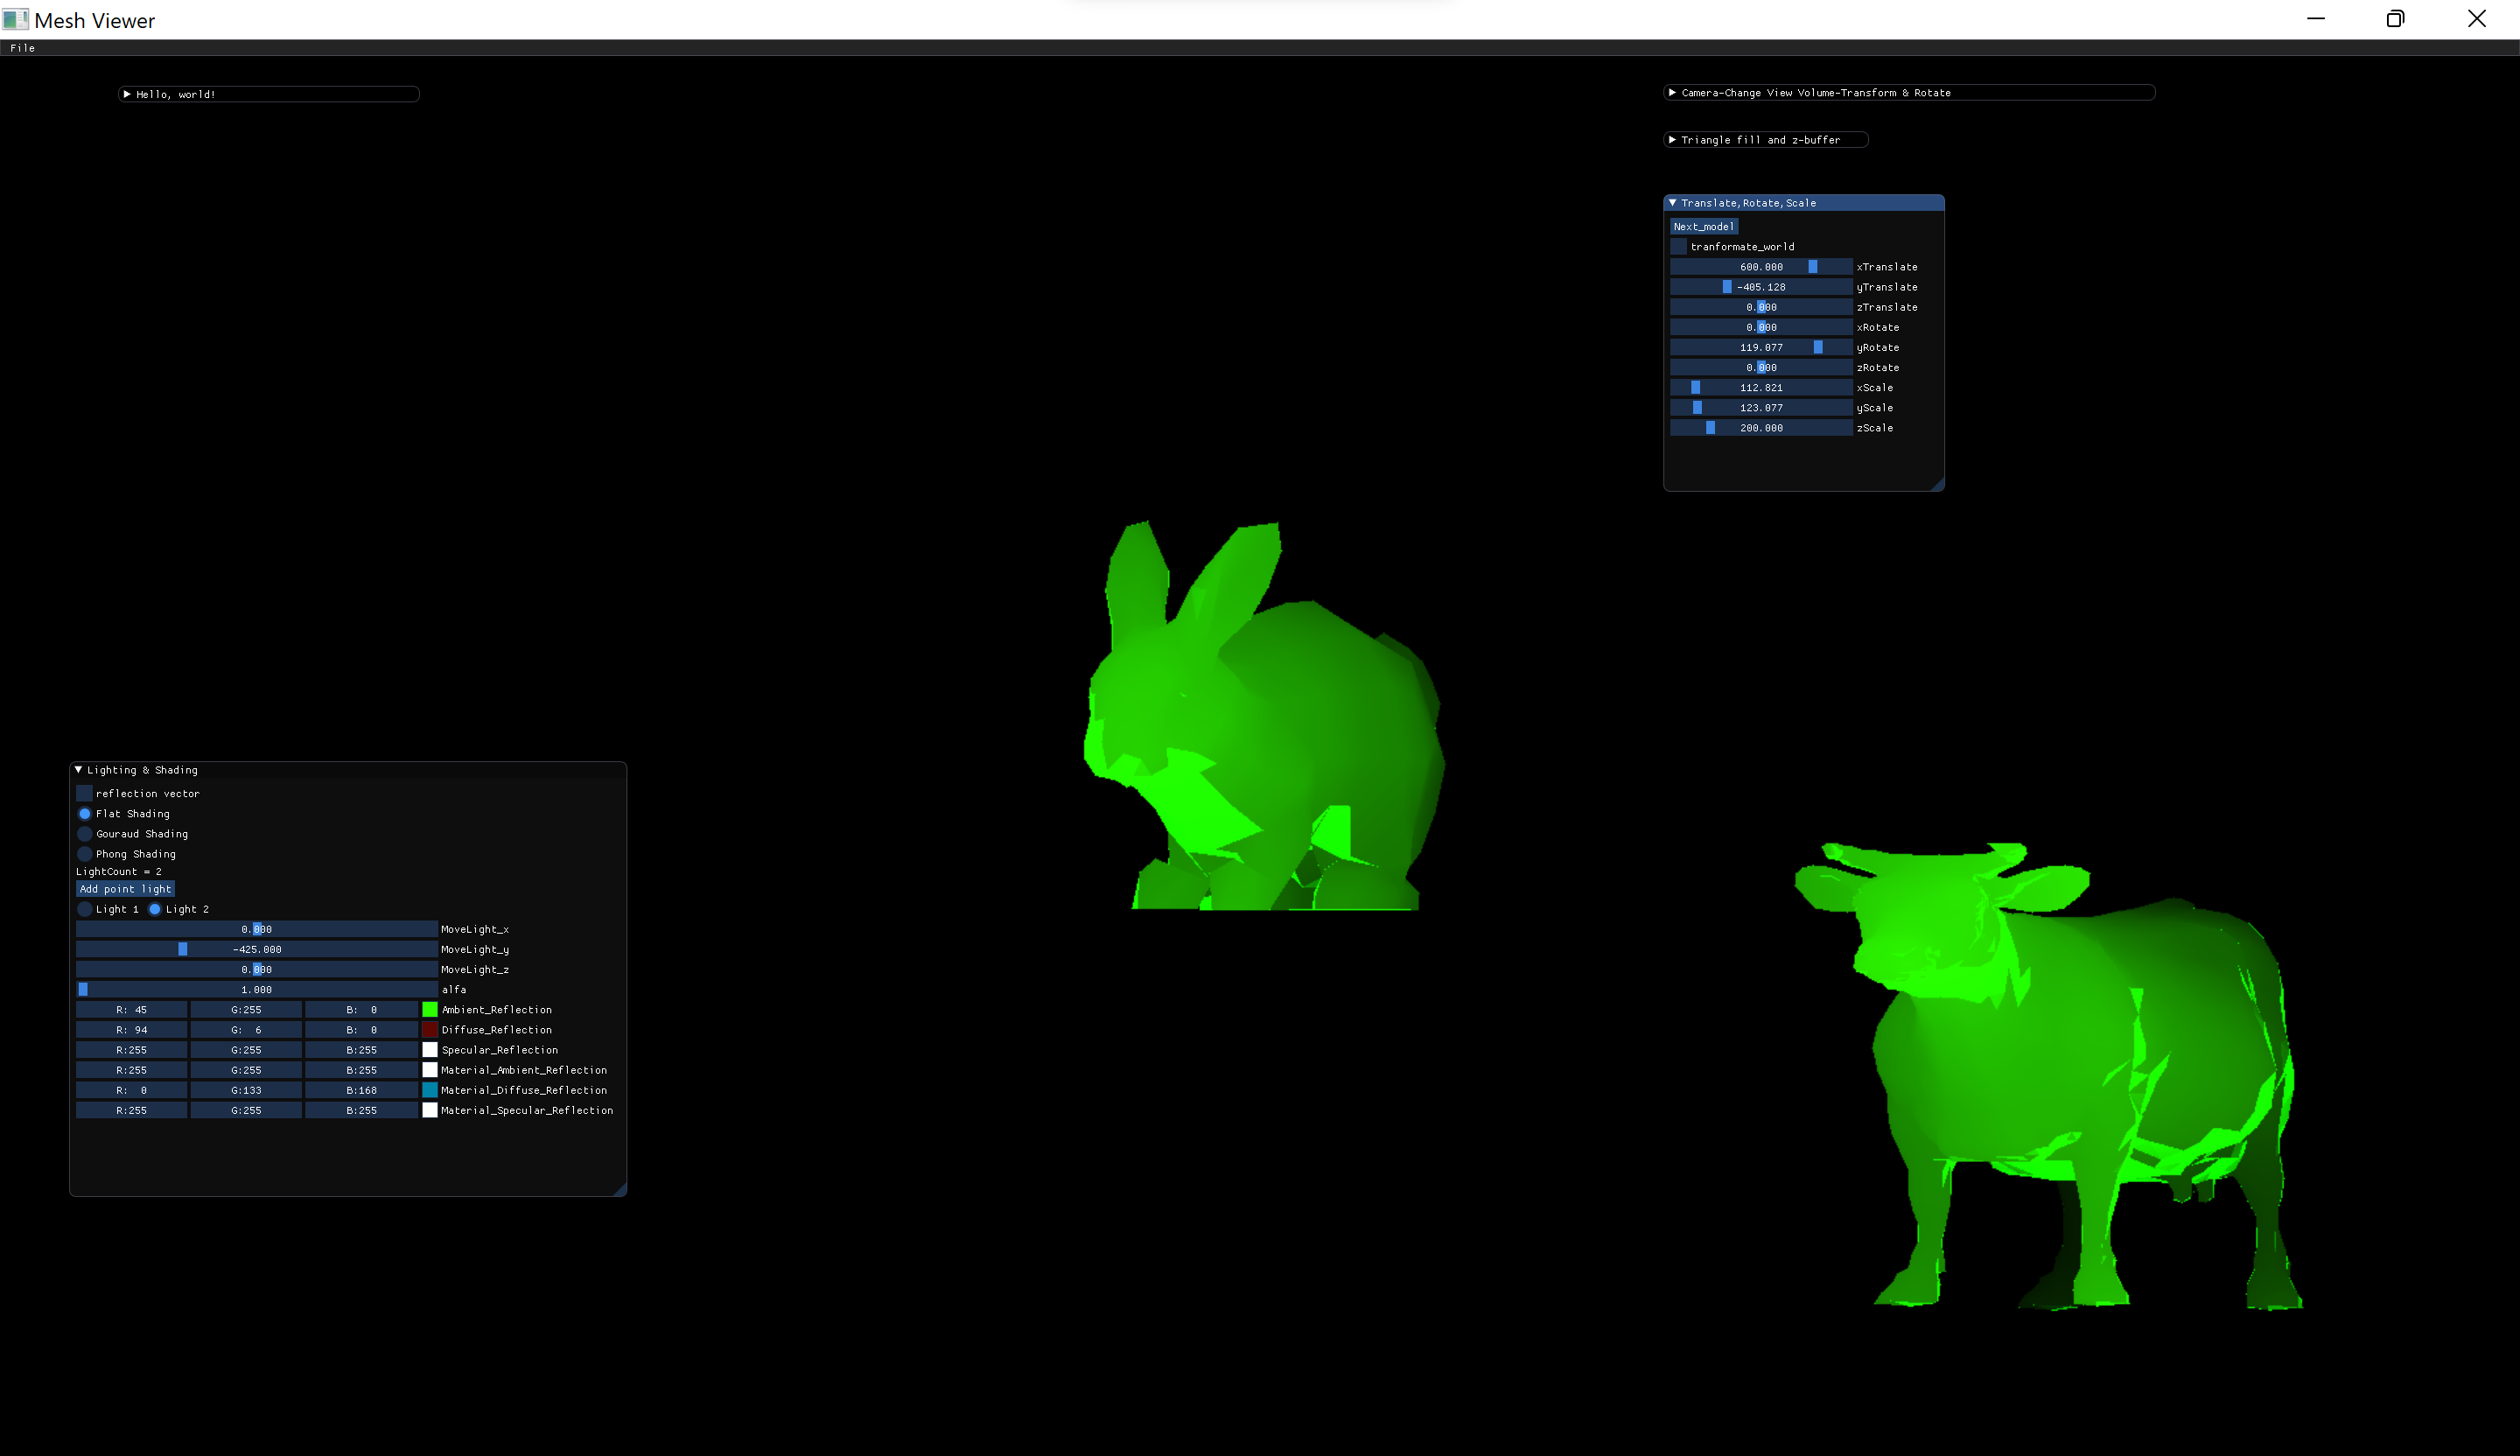 Mesh Viewer
File
Hello, world!
Camera-Change View Volume-Transform & Rotate
Triangle fill and z-buffer
Translate,Rotate,Scale
Next_model
tranformate_world
600.000 xTranslate
-405.128 yTranslate
0.000 zTranslate
0.000 xRotate
119.077 yRotate
0.000 zRotate
112.821 xScale
123.077 yScale
200.000 zScale
Lighting & Shading
reflection vector
Flat Shading
Gouraud Shading
Phong Shading
LightCount = 2
Add point light
Light 1 Light 2
0.000 MoveLight_x
-425.000 MoveLight_y
0.000 MoveLight_z
1.000 alfa
R: 45 G:255 B: 0 Ambient_Reflection
R: 94 G: 6 B: 0 Diffuse_Reflection
R:255 G:255 B:255 Specular_Reflection
R:255 G:255 B:255 Material_Ambient_Reflection
R: 0 G:133 B:168 Material_Diffuse_Reflection
R:255 G:255 B:255 Material_Specular_Reflection